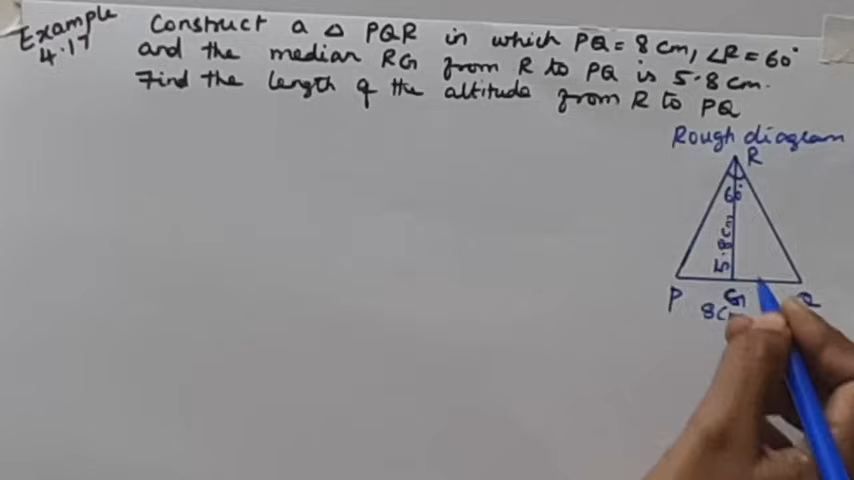 Example
4.17
Construct a △ PQR in which PQ = 8 cm, ∠R = 60°
and the median RG from R to PQ is 5.8 cm.
Find the length of the altitude from R to PQ
Rough diagram
R
60°
5.8cm
P G Q
8cm